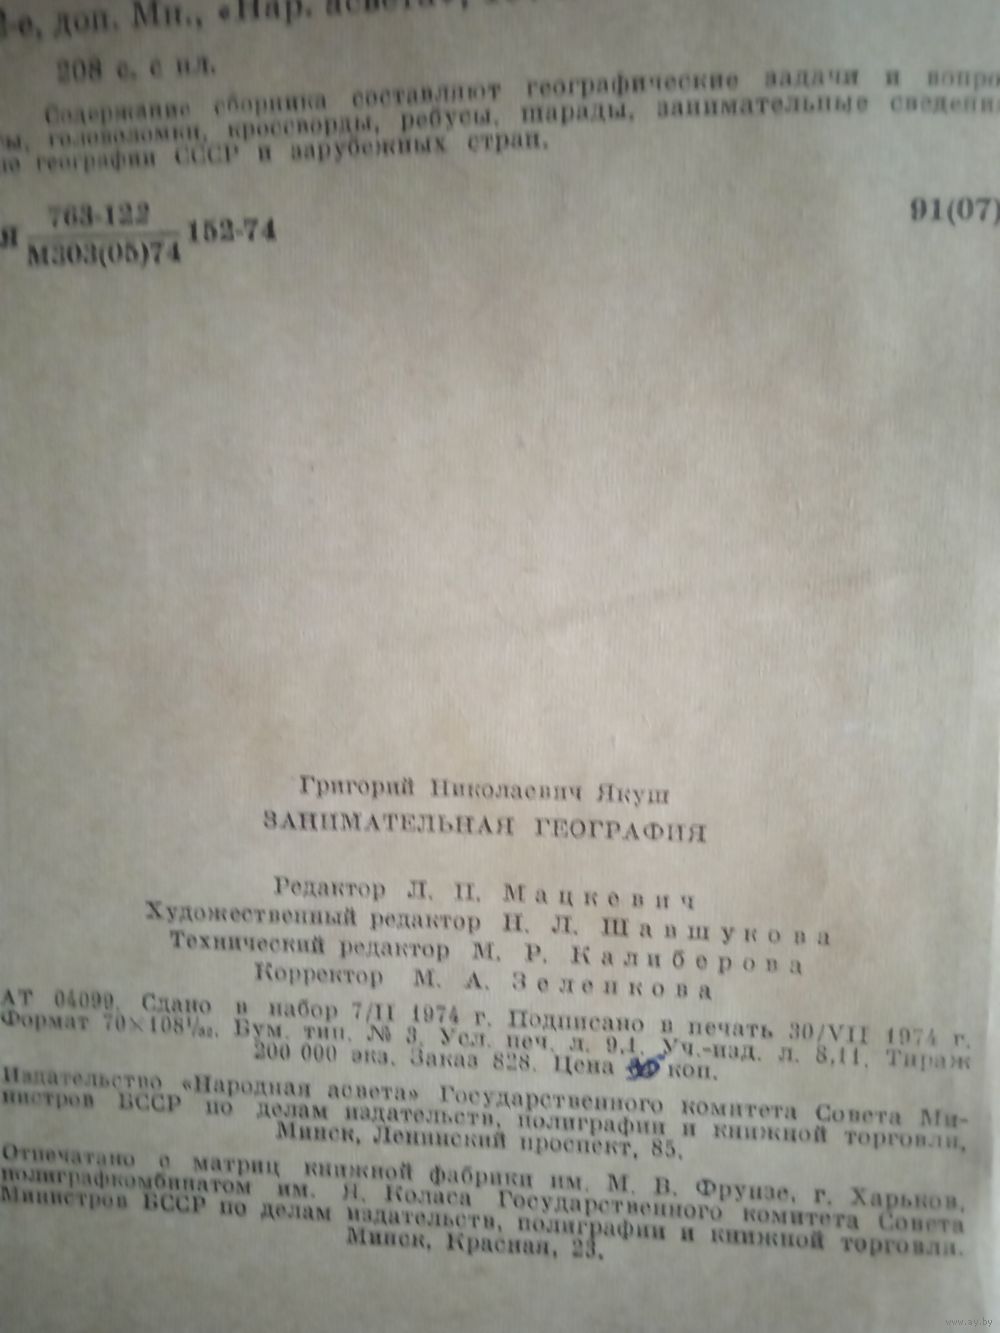 -е, доп. Мн., «Нар. асвета»,
208 с. с ил.
Содержание сборника составляют географические задачи и вопро
сы, головоломки, кроссворды, ребусы, шарады, занимательные сведени
по географии СССР и зарубежных стран.
Я 763-122 152-74
М303(05)74
91(07)
Григорий Николаевич Якуш
ЗАНИМАТЕЛЬНАЯ ГЕОГРАФИЯ
Редактор Л. П. Мацкевич
Художественный редактор Н. Л. Шавшукова
Технический редактор М. Р. Калиберова
Корректор М. А. Зеленкова
АТ 04099. Сдано в набор 7/II 1974 г. Подписано в печать 30/VII 1974 г.
Формат 70×108¹/₃₂. Бум. тип. № 3. Усл. печ. л. 9,1. Уч.-изд. л. 8,11. Тираж
200 000 экз. Заказ 828. Цена коп.
Издательство «Народная асвета» Государственного комитета Совета Ми-
нистров БССР по делам издательств, полиграфии и книжной торговли,
Минск, Ленинский проспект, 85.
Отпечатано с матриц книжной фабрики им. М. В. Фрунзе, г. Харьков,
полиграфкомбинатом им. Я. Коласа Государственного комитета Совета
Министров БССР по делам издательств, полиграфии и книжной торговли.
Минск, Красная, 23.
www.ay.by